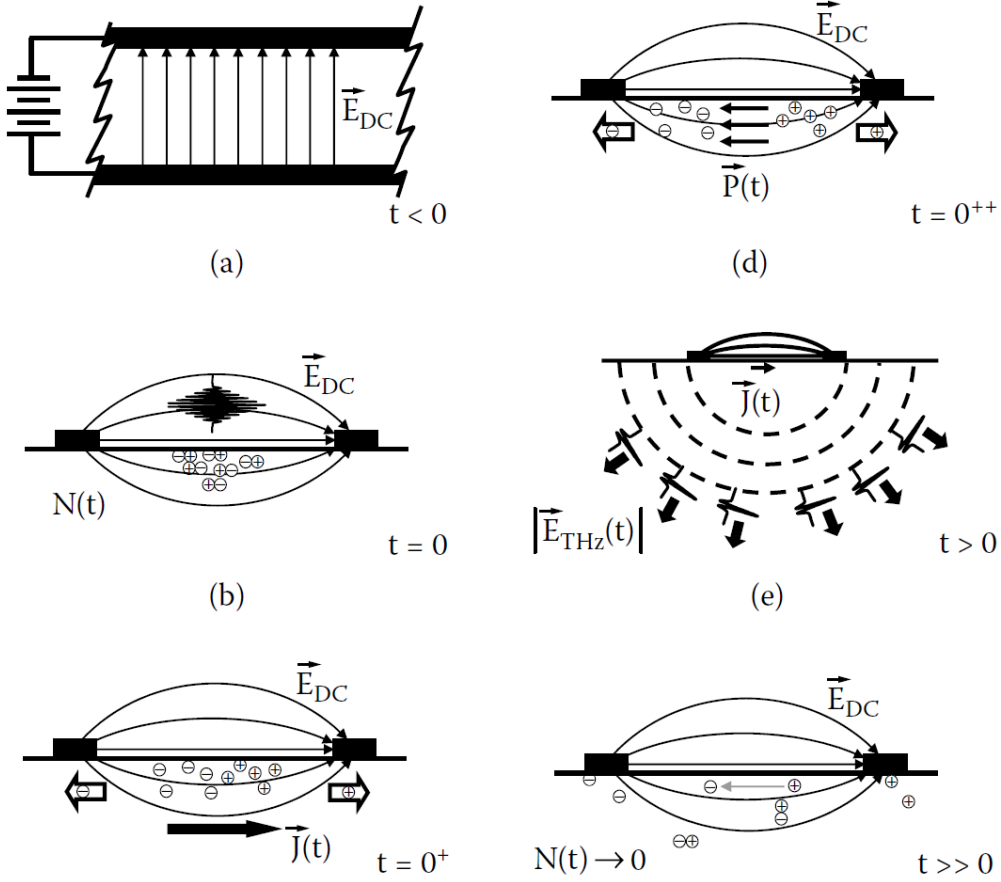 E⃗DC
t < 0
(a)
E⃗DC
N(t)
t = 0
(b)
E⃗DC
J⃗(t)
t = 0⁺
E⃗DC
⊖ ⊕
P⃗(t)
t = 0⁺⁺
(d)
J⃗(t)
|E⃗THz(t)|
t > 0
(e)
E⃗DC
N(t) → 0
t >> 0